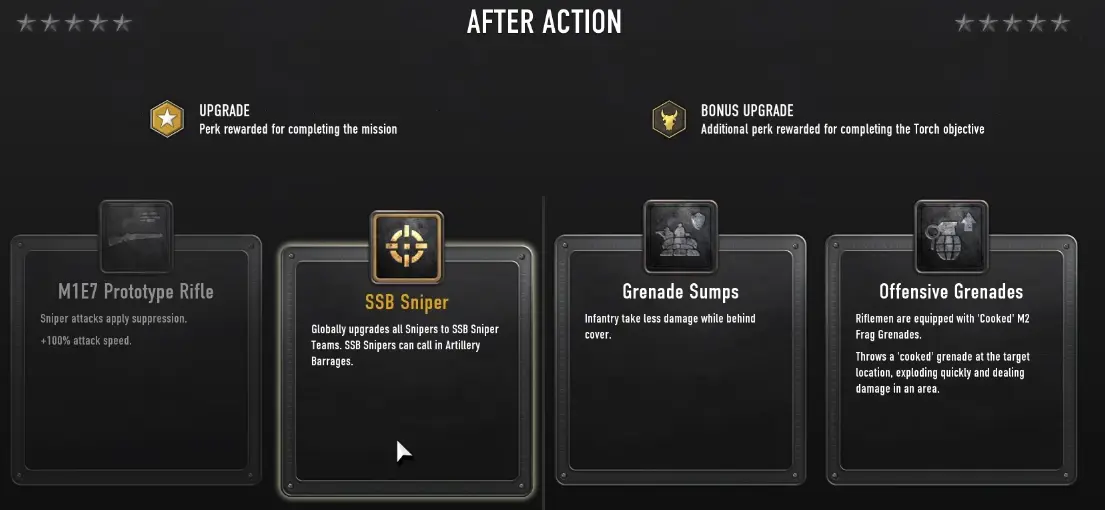 AFTER ACTION
UPGRADE
Perk rewarded for completing the mission
BONUS UPGRADE
Additional perk rewarded for completing the Torch objective
M1E7 Prototype Rifle
Sniper attacks apply suppression.
+100% attack speed.
SSB Sniper
Globally upgrades all Snipers to SSB Sniper
Teams. SSB Snipers can call in Artillery
Barrages.
Grenade Sumps
Infantry take less damage while behind
cover.
Offensive Grenades
Riflemen are equipped with 'Cooked' M2
Frag Grenades.
Throws a 'cooked' grenade at the target
location, exploding quickly and dealing
damage in an area.